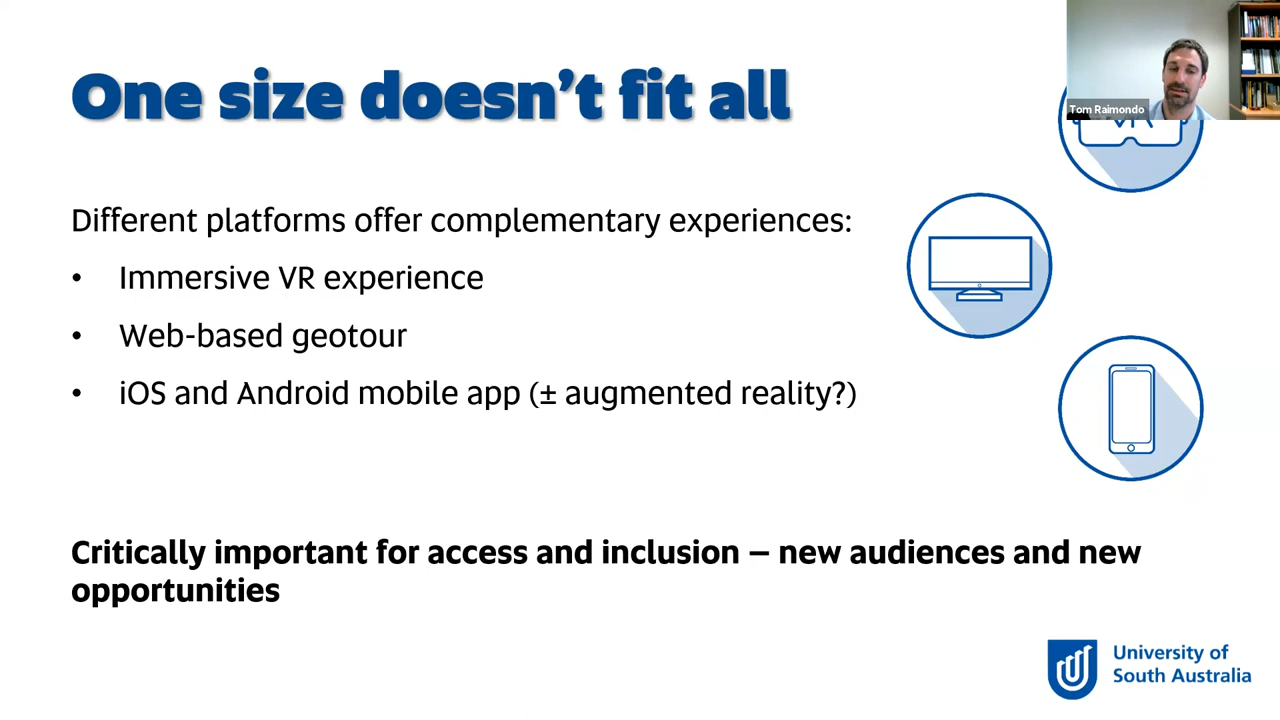 One size doesn’t fit all
Tom Raimondo
VR
Different platforms offer complementary experiences:
• Immersive VR experience
• Web-based geotour
• iOS and Android mobile app (± augmented reality?)
Critically important for access and inclusion – new audiences and new
opportunities
University of
South Australia